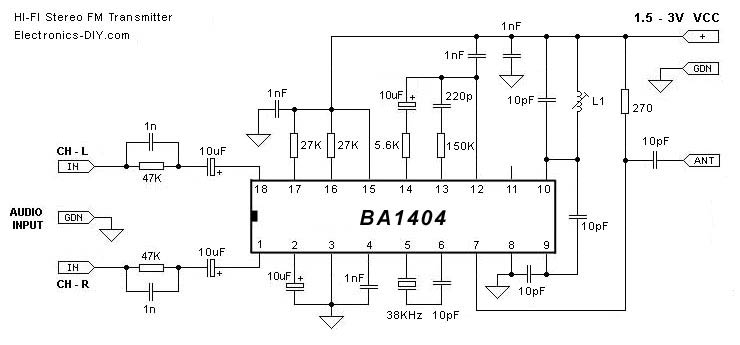 HI-FI Stereo FM Transmitter
Electronics-DIY.com
1.5 - 3V VCC
+
GDN
1nF
1nF
1nF
10uF
+
220p
10pF
L1
270
10pF
ANT
27K
27K
5.6K
150K
CH - L
IN
1n
47K
10uF
+
18 17 16 15 14 13 12 11 10
BA1404
1 2 3 4 5 6 7 8 9
AUDIO
INPUT
GDN
47K
10uF
+
IN
CH - R
1n
10uF
+
1nF
38KHz
10pF
10pF
10pF